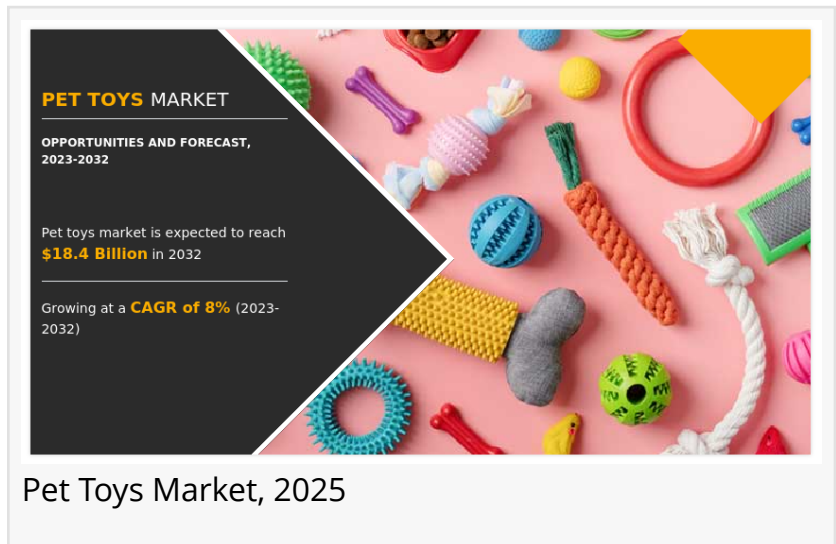 PET TOYS MARKET
OPPORTUNITIES AND FORECAST,
2023-2032
Pet toys market is expected to reach
$18.4 Billion in 2032
Growing at a CAGR of 8% (2023-
2032)
Pet Toys Market, 2025